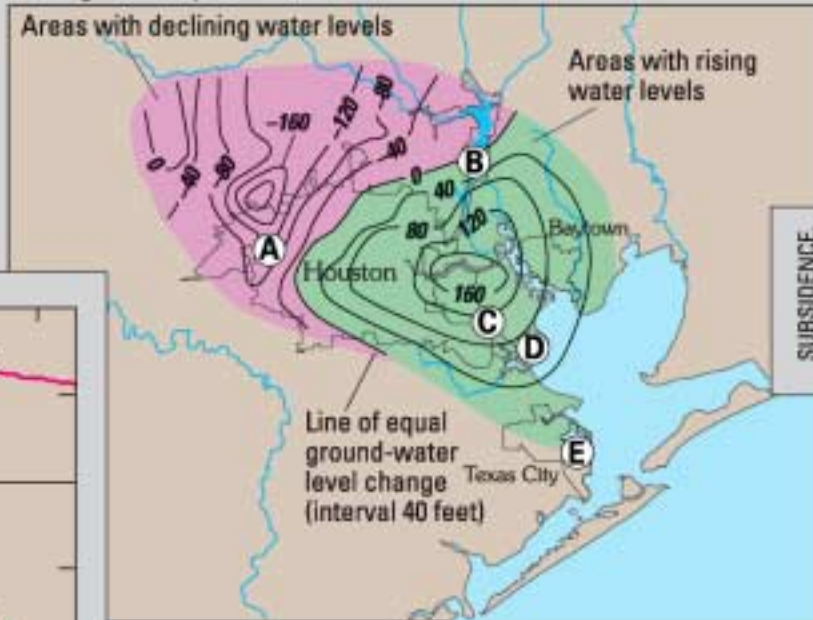 Areas with declining water levels
Areas with rising
water levels
-160
-120
-80
0
-40
-80
-40
0
40
B
80
120
Baytown
A
Houston
160
C
D
SUBSIDENCE
Line of equal
ground-water
level change
(interval 40 feet)
Texas City
E